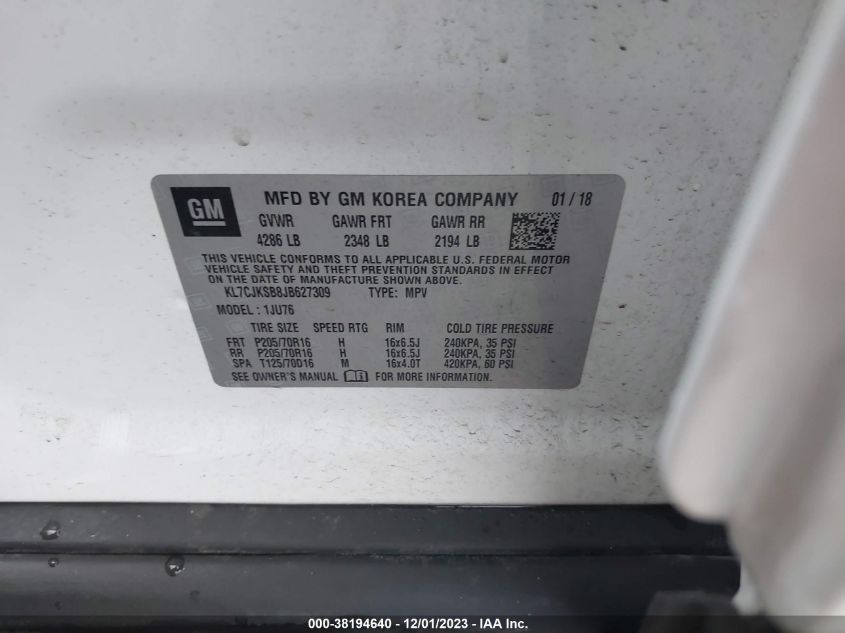 GM MFD BY GM KOREA COMPANY 01 / 18
GVWR GAWR FRT GAWR RR
4286 LB 2348 LB 2194 LB
THIS VEHICLE CONFORMS TO ALL APPLICABLE U.S. FEDERAL MOTOR
VEHICLE SAFETY AND THEFT PREVENTION STANDARDS IN EFFECT
ON THE DATE OF MANUFACTURE SHOWN ABOVE.
KL7CJKSB8JB627309 TYPE: MPV
MODEL : 1JU76
TIRE SIZE SPEED RTG RIM COLD TIRE PRESSURE
FRT P205/70R16 H 16x6.5J 240KPA, 35 PSI
RR P205/70R16 H 16x6.5J 240KPA, 35 PSI
SPA T125/70D16 M 16x4.0T 420KPA, 60 PSI
SEE OWNER'S MANUAL FOR MORE INFORMATION.
000-38194640 - 12/01/2023 - IAA Inc.